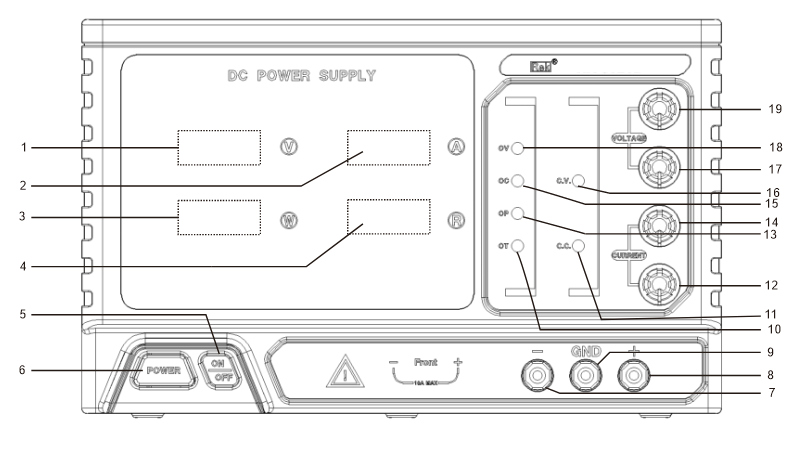 DC POWER SUPPLY
Rek®
1
V
A
2
3
W
R
4
5
6
POWER
ON
OFF
Front
− +
10A MAX
− GND +
OV
OC
OP
OT
C.V.
C.C.
VOLTAGE
CURRENT
19
18
17
16
15
14
13
12
11
10
9
8
7